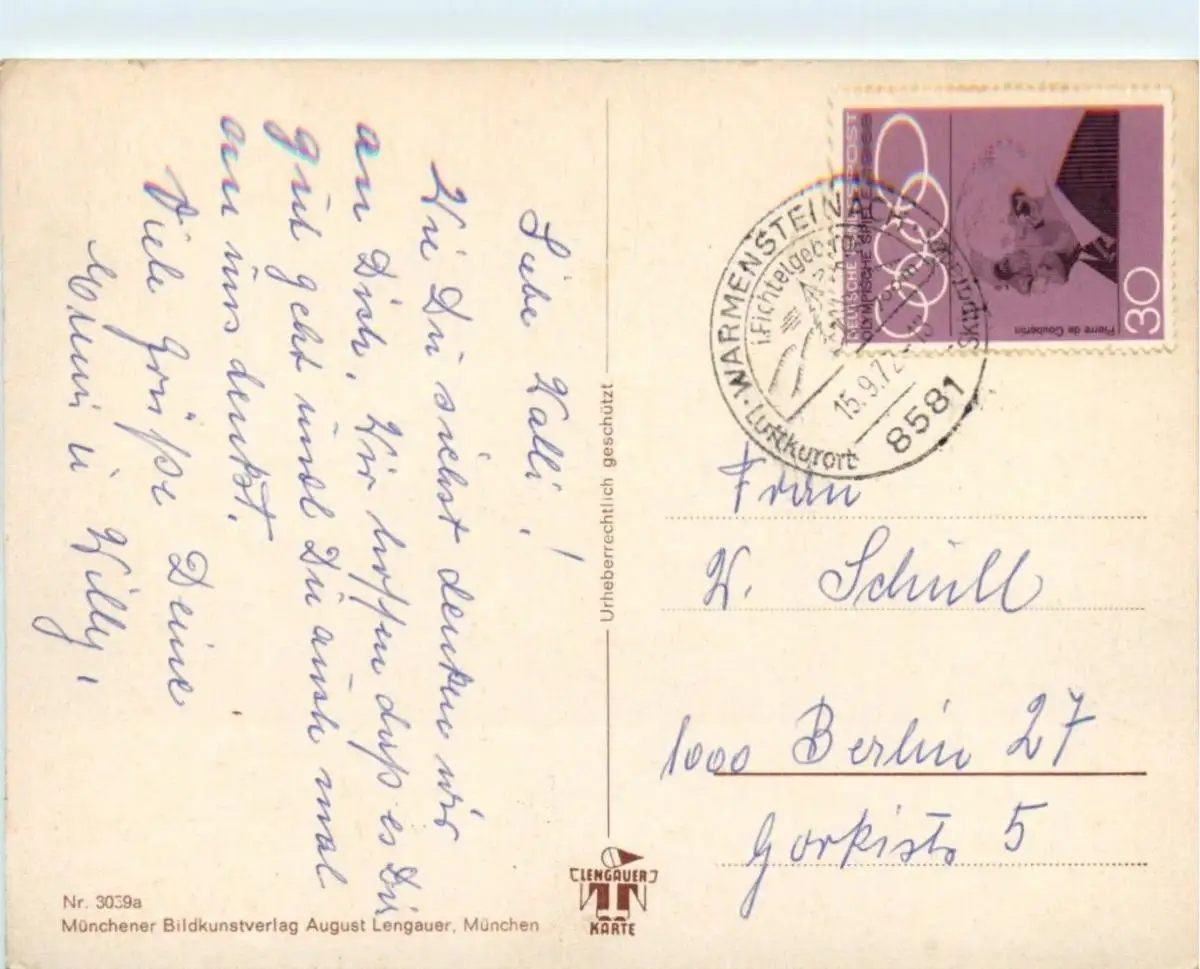 Liebe Walli!
Wie Du siehst denken wir
an Dich. Wir hoffen daß es Dir
gut geht und Du auch mal
an uns denkst.
Viele Grüße Deine
u Willy.
Urheberrechtlich geschützt
DEUTSCHE BUNDESPOST
OLYMPISCHE SPIELE 1968
Pierre de Coubertin
30
WARMENSTEINACH
i.Fichtelgebirge
Luftkurort
15.9.72
8581
Frau
W. Schüll
1000 Berlin 27
Gorkistr 5
LENGAUER
KARTE
Nr. 3039a
Münchener Bildkunstverlag August Lengauer, München